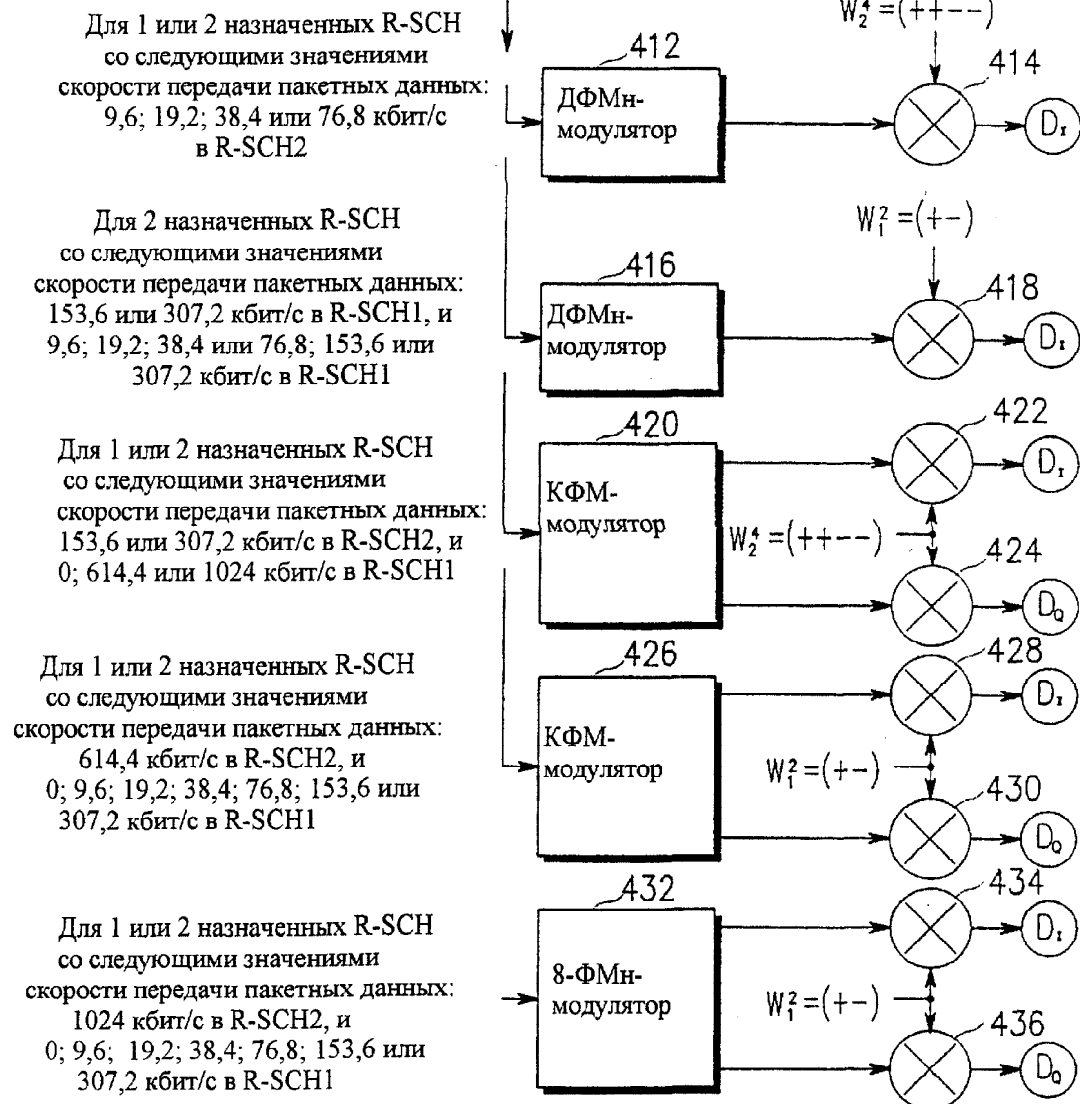 W₂⁴=(++--)
Для 1 или 2 назначенных R-SCH
со следующими значениями
скорости передачи пакетных данных:
9,6; 19,2; 38,4 или 76,8 кбит/с
в R-SCH2
412
ДФМн-
модулятор
414
D_I
Для 2 назначенных R-SCH
со следующими значениями
скорости передачи пакетных данных:
153,6 или 307,2 кбит/с в R-SCH1, и
9,6; 19,2; 38,4 или 76,8; 153,6 или
307,2 кбит/с в R-SCH1
416
ДФМн-
модулятор
W₁²=(+-)
418
D_I
Для 1 или 2 назначенных R-SCH
со следующими значениями
скорости передачи пакетных данных:
153,6 или 307,2 кбит/с в R-SCH2, и
0; 614,4 или 1024 кбит/с в R-SCH1
420
КФМ-
модулятор
422
D_I
W₂⁴=(++--)
424
D_Q
Для 1 или 2 назначенных R-SCH
со следующими значениями
скорости передачи пакетных данных:
614,4 кбит/с в R-SCH2, и
0; 9,6; 19,2; 38,4; 76,8; 153,6 или
307,2 кбит/с в R-SCH1
426
КФМ-
модулятор
428
D_I
W₁²=(+-)
430
D_Q
Для 1 или 2 назначенных R-SCH
со следующими значениями
скорости передачи пакетных данных:
1024 кбит/с в R-SCH2, и
0; 9,6; 19,2; 38,4; 76,8; 153,6 или
307,2 кбит/с в R-SCH1
432
8-ФМн-
модулятор
434
D_I
W₁²=(+-)
436
D_Q